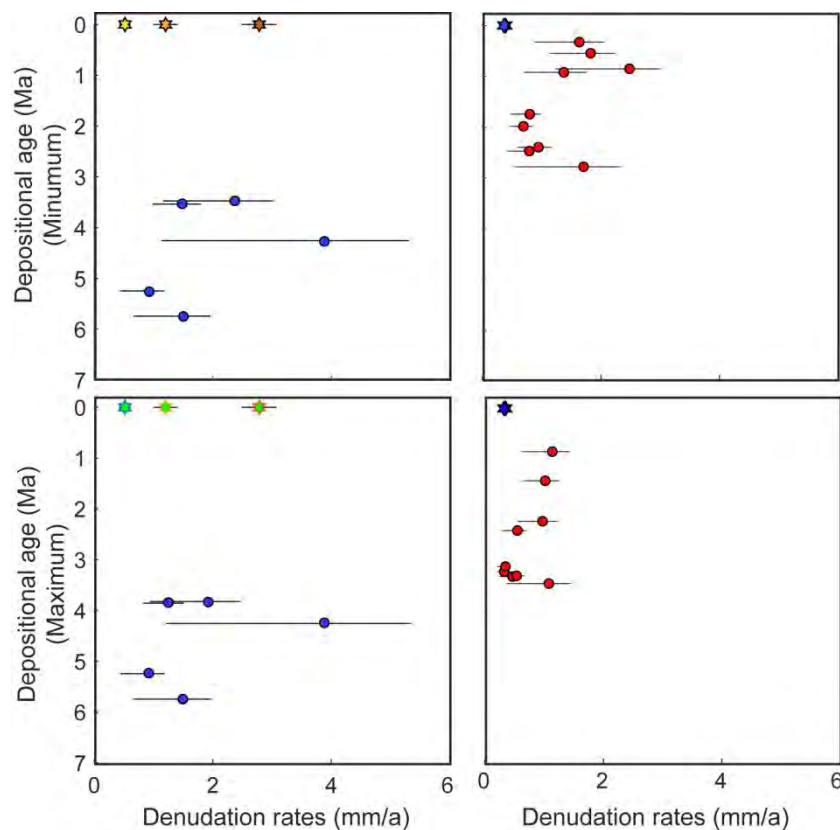 0
1
2
3
4
5
6
7
Depositional age (Ma)
(Minumum)
0
1
2
3
4
5
6
7
Depositional age (Ma)
(Maximum)
0 2 4 6
Denudation rates (mm/a)
0 2 4 6
Denudation rates (mm/a)